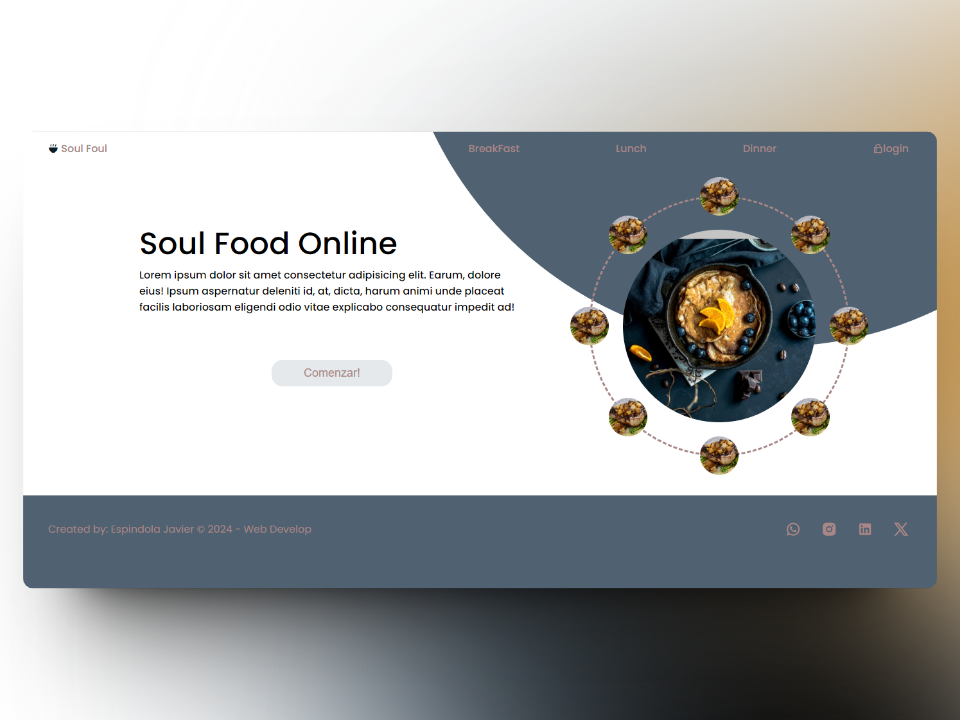 Soul Foul
BreakFast
Lunch
Dinner
login
Soul Food Online
Lorem ipsum dolor sit amet consectetur adipisicing elit. Earum, dolore
eius! Ipsum aspernatur deleniti id, at, dicta, harum animi unde placeat
facilis laboriosam eligendi odio vitae explicabo consequatur impedit ad!
Comenzar!
Created by: Espindola Javier © 2024 - Web Develop